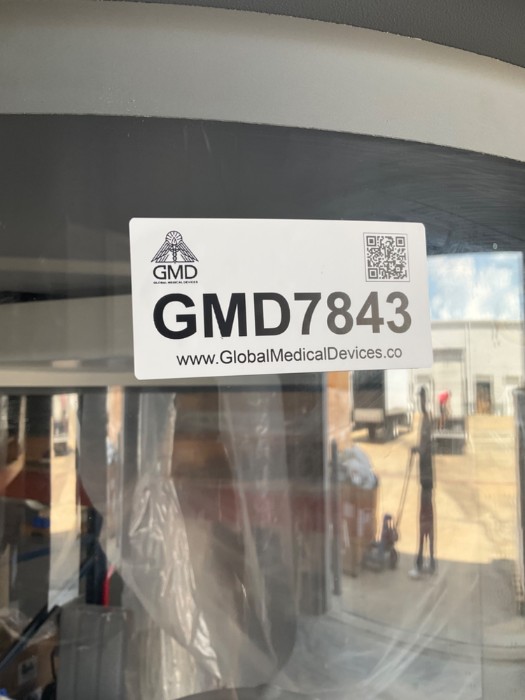 GMD
GLOBAL MEDICAL DEVICES
GMD7843
www.GlobalMedicalDevices.co